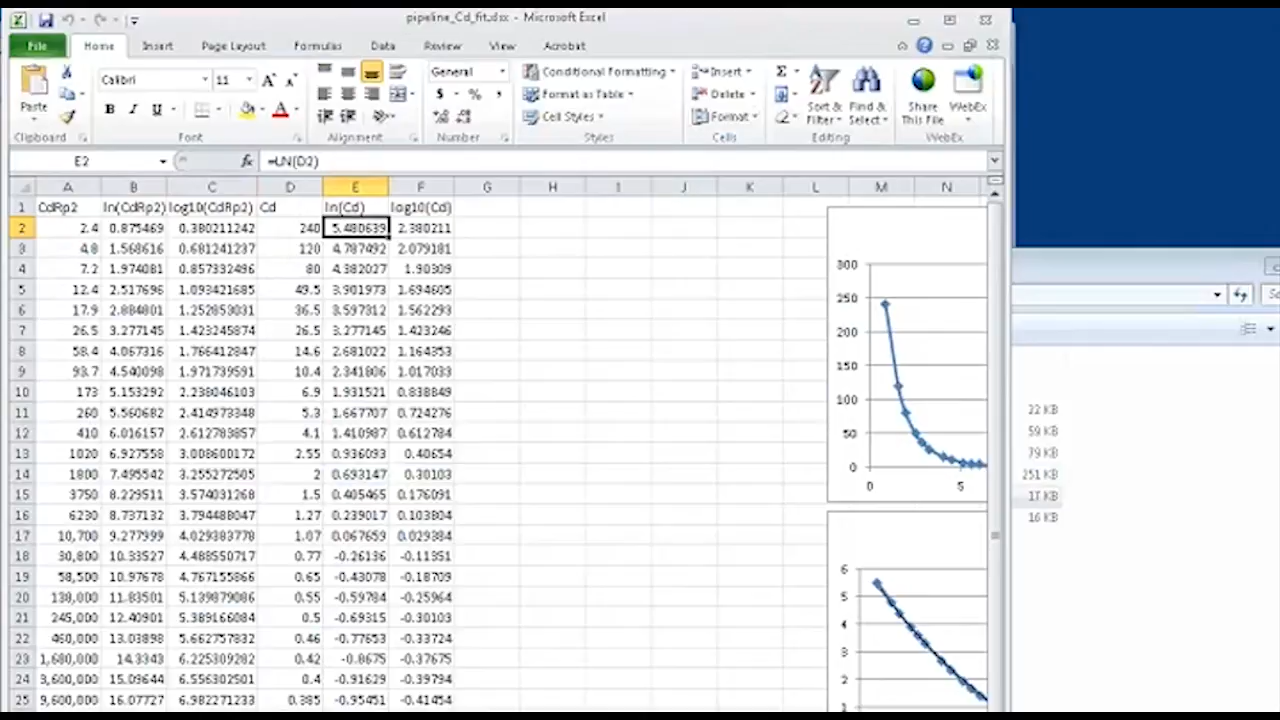 pipeline_Cd_fit.xlsx - Microsoft Excel
File Home Insert Page Layout Formulas Data Review View Acrobat
Paste
Calibri 11
General
Conditional Formatting
Format as Table
Cell Styles
Insert
Delete
Format
Sort & Filter
Find & Select
Share This File
WebEx
Clipboard Font Alignment Number Styles Cells Editing WebEx
E2 fx =LN(D2)
A B C D E F G H I J K L M N
1 CdRp2 ln(CdRp2) log10(CdRp2) Cd ln(Cd) log10(Cd)
2 2.4 0.875469 0.380211242 240 5.480639 2.380211
3 4.8 1.568616 0.681241237 120 4.787492 2.079181
4 7.2 1.974081 0.857332496 80 4.382027 1.90309
5 12.4 2.517696 1.093421685 49.5 3.901973 1.694605
6 17.9 2.884801 1.252853031 36.5 3.597312 1.562293
7 26.5 3.277145 1.423245874 26.5 3.277145 1.423246
8 58.4 4.067316 1.766412847 14.6 2.681022 1.164353
9 93.7 4.540098 1.971739591 10.4 2.341806 1.017033
10 173 5.153292 2.238046103 6.9 1.931521 0.838849
11 260 5.560682 2.414973348 5.3 1.667707 0.724276
12 410 6.016157 2.612783857 4.1 1.410987 0.612784
13 1020 6.927558 3.008600172 2.55 0.936093 0.40654
14 1800 7.495542 3.255272505 2 0.693147 0.30103
15 3750 8.229511 3.574031268 1.5 0.405465 0.176091
16 6230 8.737132 3.794488047 1.27 0.239017 0.103804
17 10,700 9.277999 4.029383778 1.07 0.067659 0.029384
18 30,800 10.33527 4.488550717 0.77 -0.26136 -0.11351
19 58,500 10.97678 4.767155866 0.65 -0.43078 -0.18709
20 138,000 11.83501 5.139879086 0.55 -0.59784 -0.25964
21 245,000 12.40901 5.389166084 0.5 -0.69315 -0.30103
22 460,000 13.03898 5.662757832 0.46 -0.77653 -0.33724
23 1,680,000 14.3343 6.225309282 0.42 -0.8675 -0.37675
24 3,600,000 15.09644 6.556302501 0.4 -0.91629 -0.39794
25 9,600,000 16.07727 6.982271233 0.385 -0.95451 -0.41454
300
250
200
150
100
50
0
0 5
6
5
4
3
2
1
22 KB
59 KB
79 KB
251 KB
17 KB
16 KB